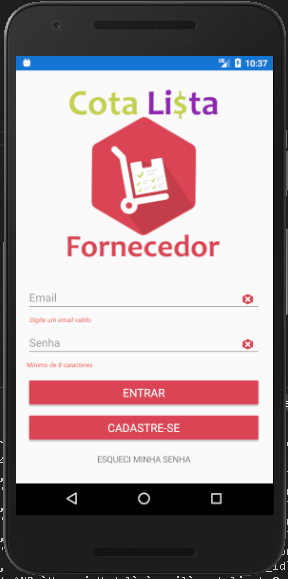 10:37
Cota Li$ta
Fornecedor
Email
Digite um email valido
Senha
Mínimo de 8 caracteres
ENTRAR
CADASTRE-SE
ESQUECI MINHA SENHA